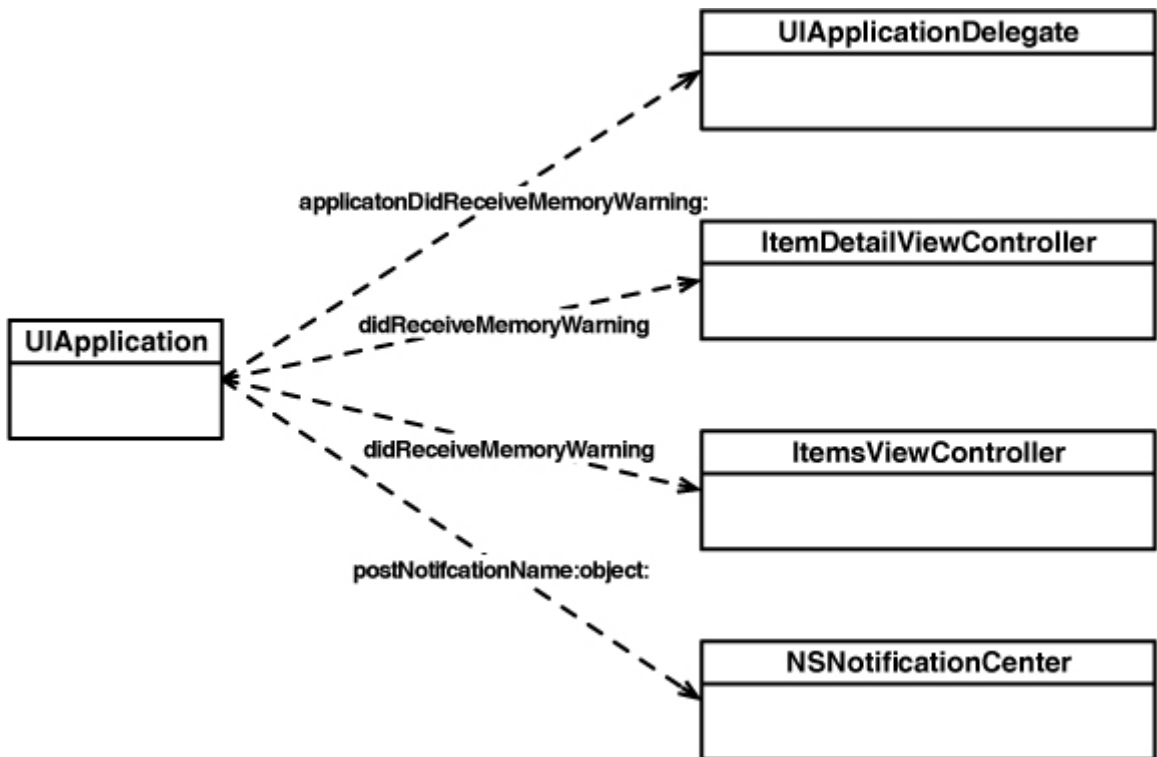 UIApplicationDelegate
applicatonDidReceiveMemoryWarning:
ItemDetailViewController
didReceiveMemoryWarning
UIApplication
didReceiveMemoryWarning
ItemsViewController
postNotifcationName:object:
NSNotificationCenter